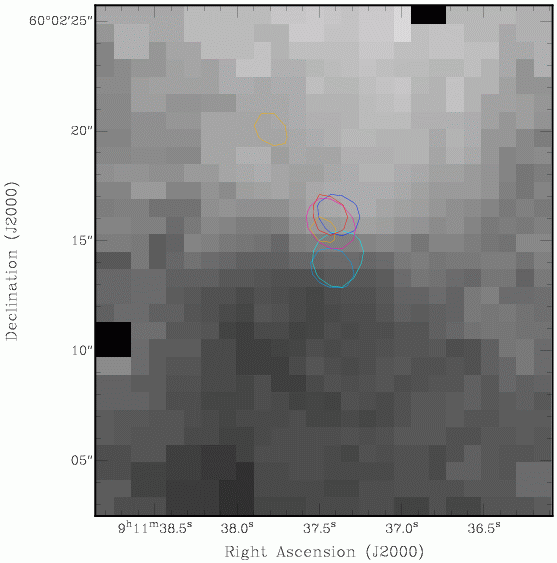 60°02′25″
20″
15″
10″
05″
Declination (J2000)
9ʰ11ᵐ38.5ˢ
38.0ˢ
37.5ˢ
37.0ˢ
36.5ˢ
Right Ascension (J2000)